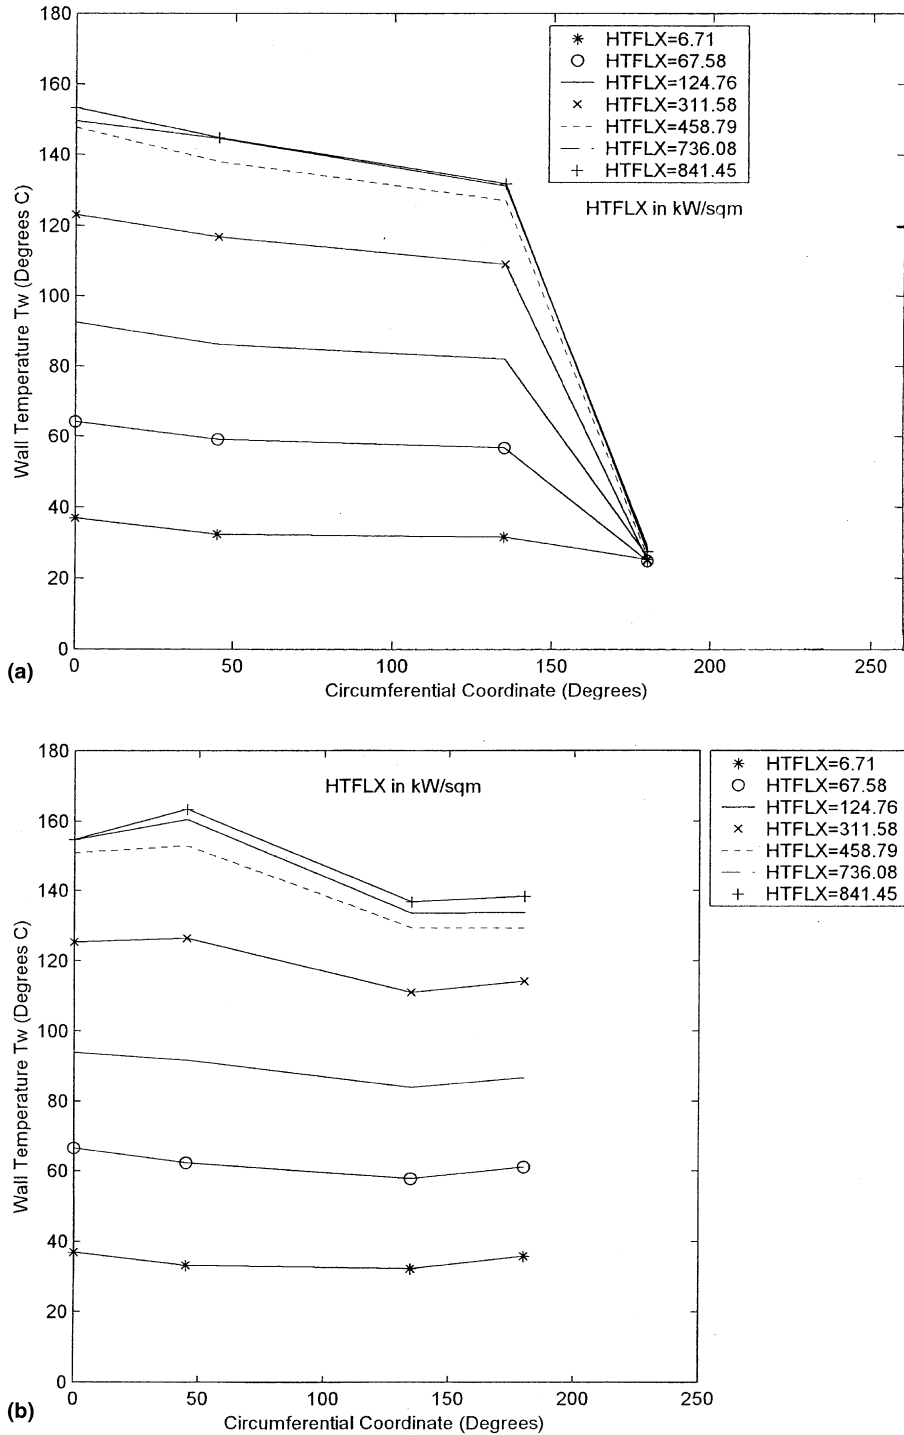 180
160
140
120
100
80
60
40
20
0
Wall Temperature Tw (Degrees C)
HTFLX=6.71
HTFLX=67.58
HTFLX=124.76
HTFLX=311.58
HTFLX=458.79
HTFLX=736.08
HTFLX=841.45
HTFLX in kW/sqm
0 50 100 150 200 250
(a)
Circumferential Coordinate (Degrees)
180
160
140
120
100
80
60
40
20
0
Wall Temperature Tw (Degrees C)
HTFLX in kW/sqm
HTFLX=6.71
HTFLX=67.58
HTFLX=124.76
HTFLX=311.58
HTFLX=458.79
HTFLX=736.08
HTFLX=841.45
0 50 100 150 200 250
(b)
Circumferential Coordinate (Degrees)